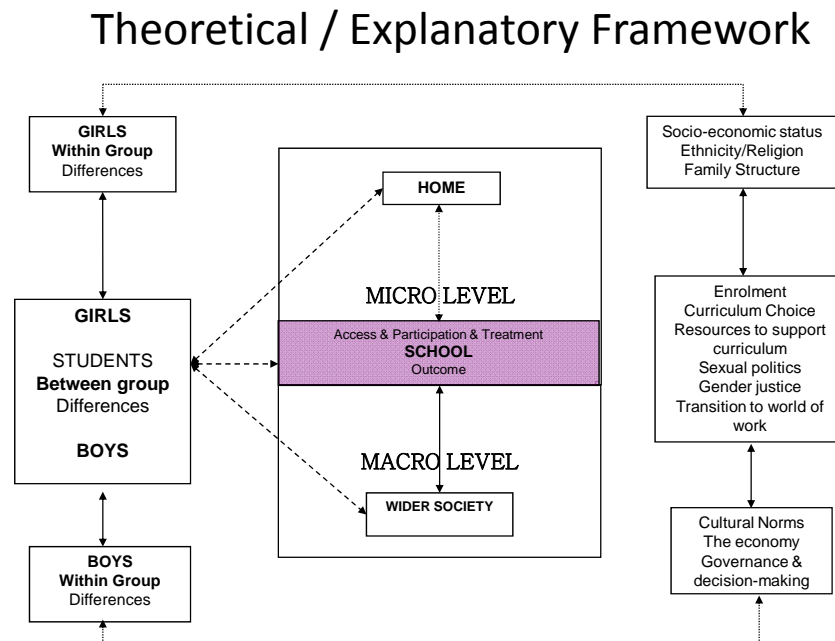 Theoretical / Explanatory Framework
GIRLS
Within Group
Differences
GIRLS
STUDENTS
Between group
Differences
BOYS
BOYS
Within Group
Differences
HOME
MICRO LEVEL
Access & Participation & Treatment
SCHOOL
Outcome
MACRO LEVEL
WIDER SOCIETY
Socio-economic status
Ethnicity/Religion
Family Structure
Enrolment
Curriculum Choice
Resources to support
curriculum
Sexual politics
Gender justice
Transition to world of
work
Cultural Norms
The economy
Governance &
decision-making